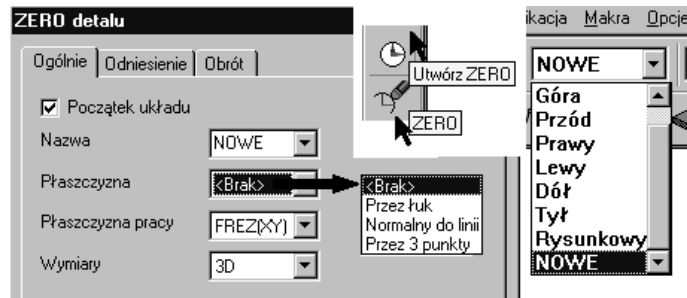 ZERO detalu
Ogólnie Odniesienie Obrót
Początek układu
Nazwa NOWE
Płaszczyzna <Brak>
Płaszczyzna pracy FREZ(XY)
Wymiary 3D
<Brak>
Przez łuk
Normalny do linii
Przez 3 punkty
Utwórz ZERO
ZERO
ikacja Makra Opcje
NOWE
Góra
Przód
Prawy
Lewy
Dół
Tył
Rysunkowy
NOWE